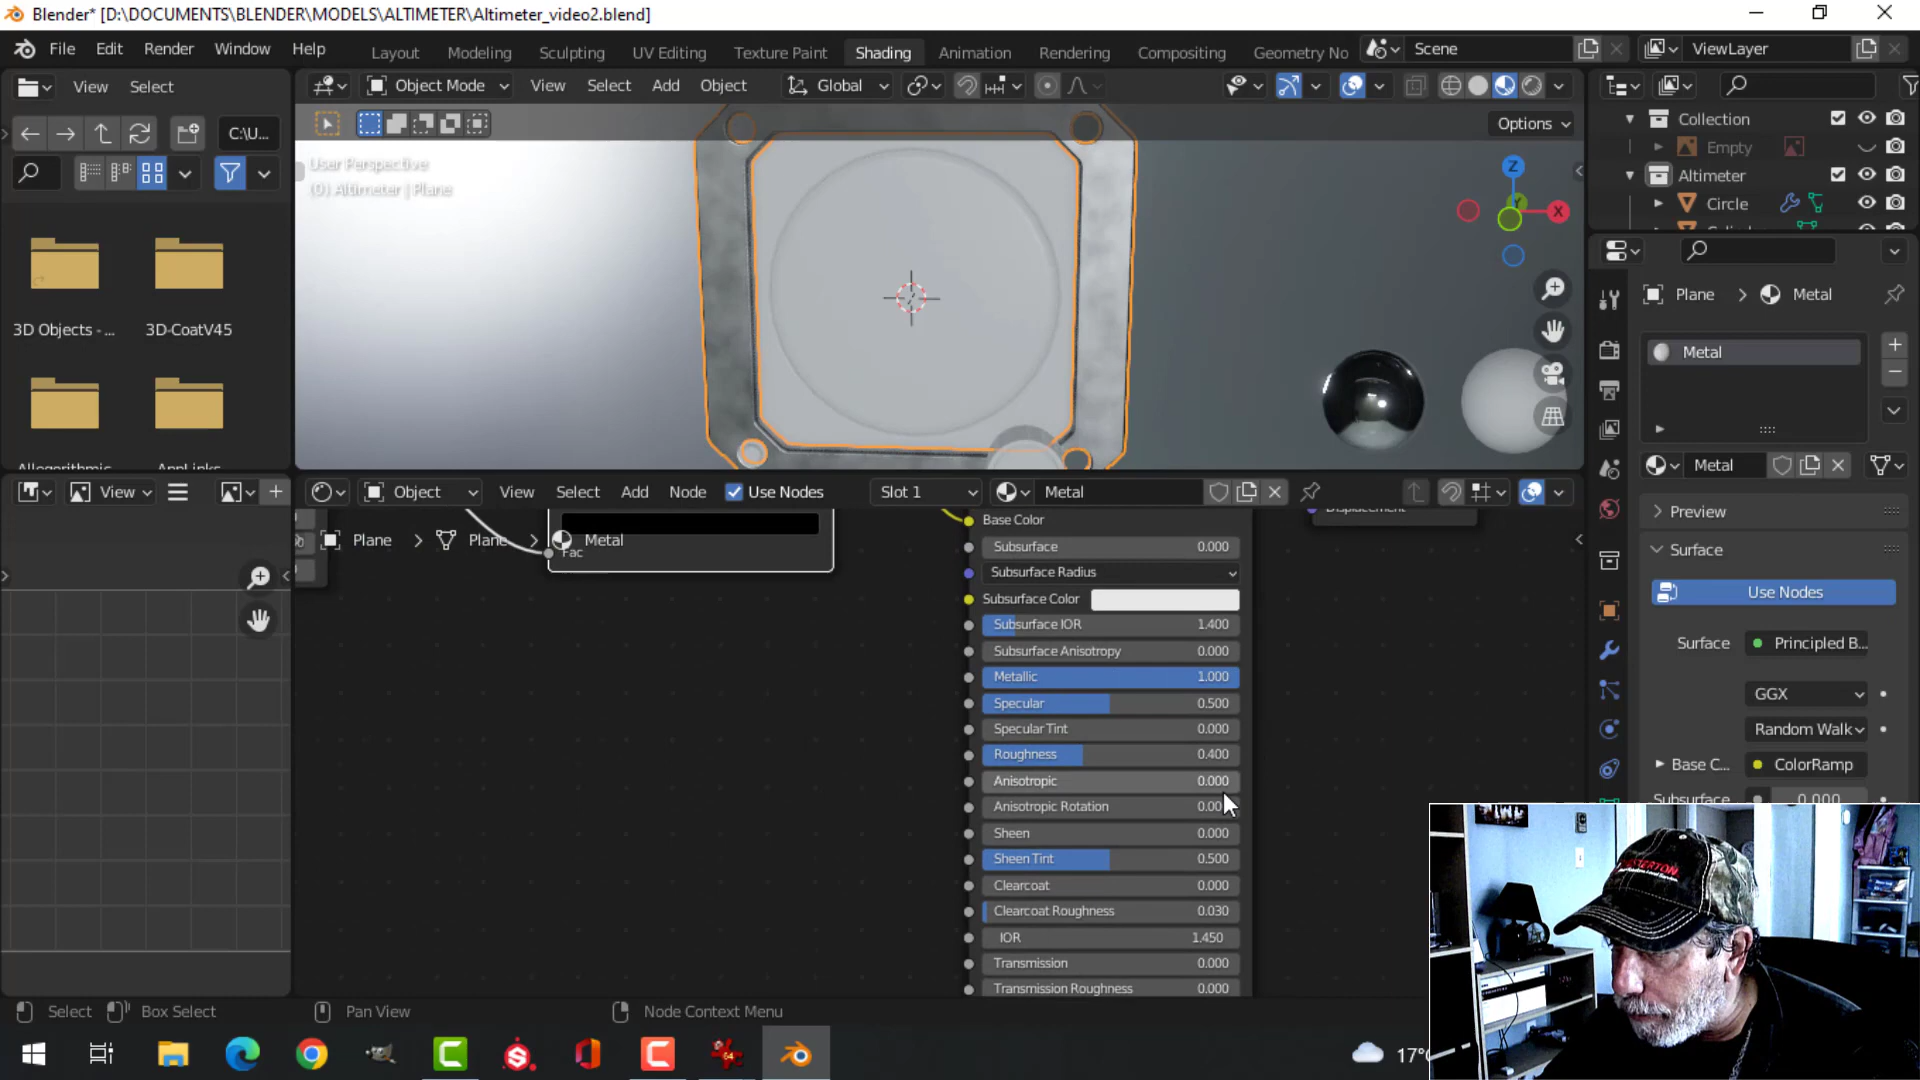 Blender* [D:\DOCUMENTS\BLENDER\MODELS\ALTIMETER\Altimeter_video2.blend]
File Edit Render Window Help Layout Modeling Sculpting UV Editing Texture Paint Shading Animation Rendering Compositing Geometry No Scene ViewLayer
View Select Object Mode View Select Add Object Global
C:\U... Options
User Perspective
(0) Altimeter | Plane
Z
X
3D Objects - ... 3D-CoatV45
Allegorithmic AppLinks
Collection
Empty
Altimeter
Circle
Plane > Metal
Metal
Metal
Preview
Surface
Use Nodes
Surface Principled B...
GGX
Random Walk
Base C... ColorRamp
Subsurface 0.000
View Object View Select Add Node Use Nodes Slot 1 Metal
Plane > Plane > Metal
Fac
Displacement
Base Color
Subsurface 0.000
Subsurface Radius
Subsurface Color
Subsurface IOR 1.400
Subsurface Anisotropy 0.000
Metallic 1.000
Specular 0.500
Specular Tint 0.000
Roughness 0.400
Anisotropic 0.000
Anisotropic Rotation 0.00
Sheen 0.000
Sheen Tint 0.500
Clearcoat 0.000
Clearcoat Roughness 0.030
IOR 1.450
Transmission 0.000
Transmission Roughness 0.000
Select Box Select Pan View Node Context Menu
17°